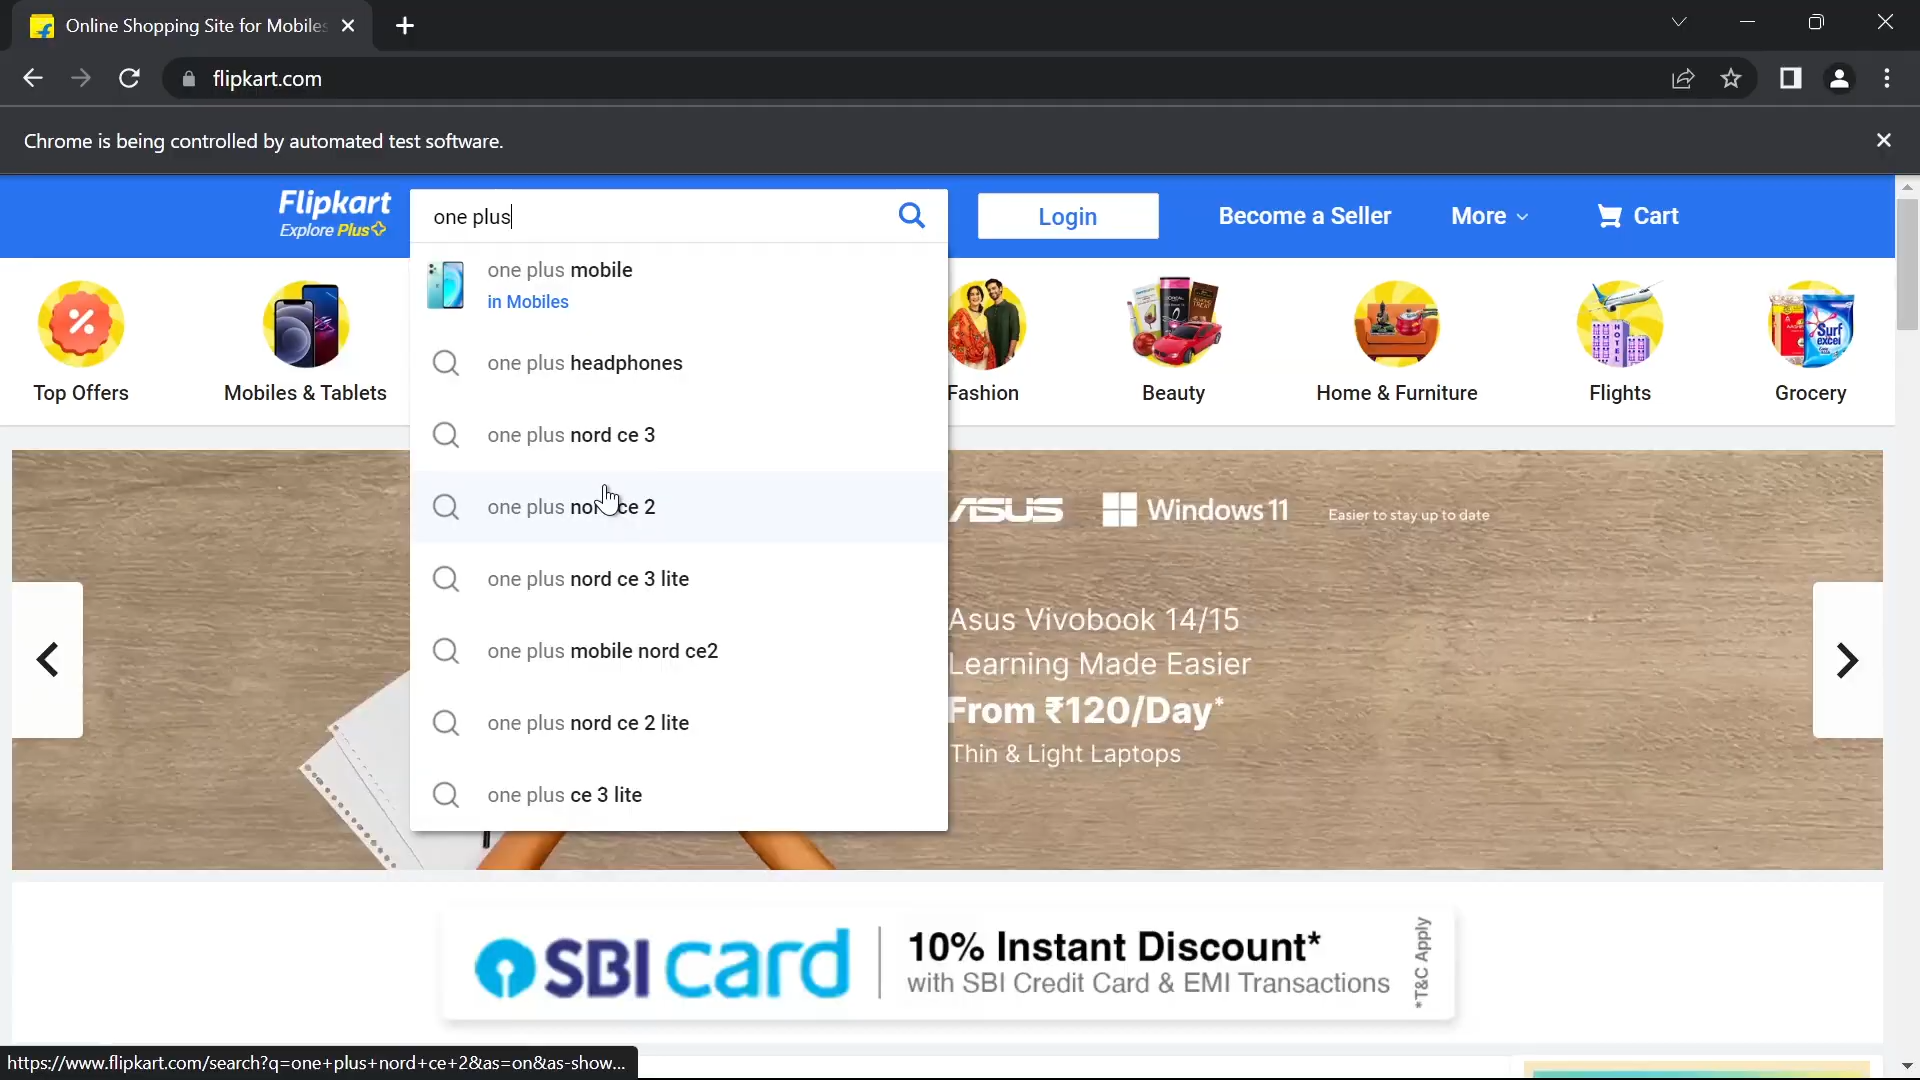 Online Shopping Site for Mobiles
flipkart.com
Chrome is being controlled by automated test software.
Flipkart
Explore Plus
one plus
Login
Become a Seller
More
Cart
one plus mobile
in Mobiles
one plus headphones
one plus nord ce 3
one plus nord ce 2
one plus nord ce 3 lite
one plus mobile nord ce2
one plus nord ce 2 lite
one plus ce 3 lite
Top Offers
Mobiles & Tablets
Fashion
Beauty
Home & Furniture
Flights
Grocery
HOTEL
Surf
excel
ASUS
Windows 11
Easier to stay up to date
Asus Vivobook 14/15
Learning Made Easier
From ₹120/Day*
Thin & Light Laptops
SBI card
10% Instant Discount*
with SBI Credit Card & EMI Transactions
*T&C Apply
https://www.flipkart.com/search?q=one+plus+nord+ce+2&as=on&as-show...